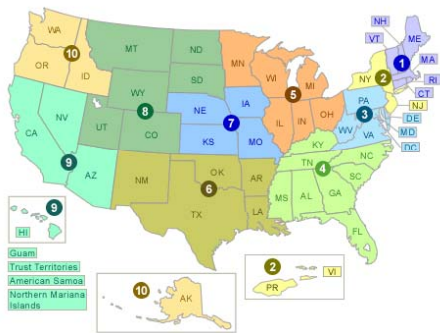 NH
WA
VT
ME
10
MT
ND
MN
1
MA
OR
ID
WI
NY
2
RI
SD
MI
CT
WY
5
PA
NJ
8
IA
3
DE
NE
NV
IL
IN
OH
MD
UT
CO
7
WV
VA
DC
CA
KS
MO
KY
NC
9
TN
4
AZ
OK
AR
SC
NM
6
MS
AL
GA
TX
LA
9
FL
HI
2
Guam
10
VI
Trust Territories
American Samoa
AK
PR
Northern Mariana
Islands